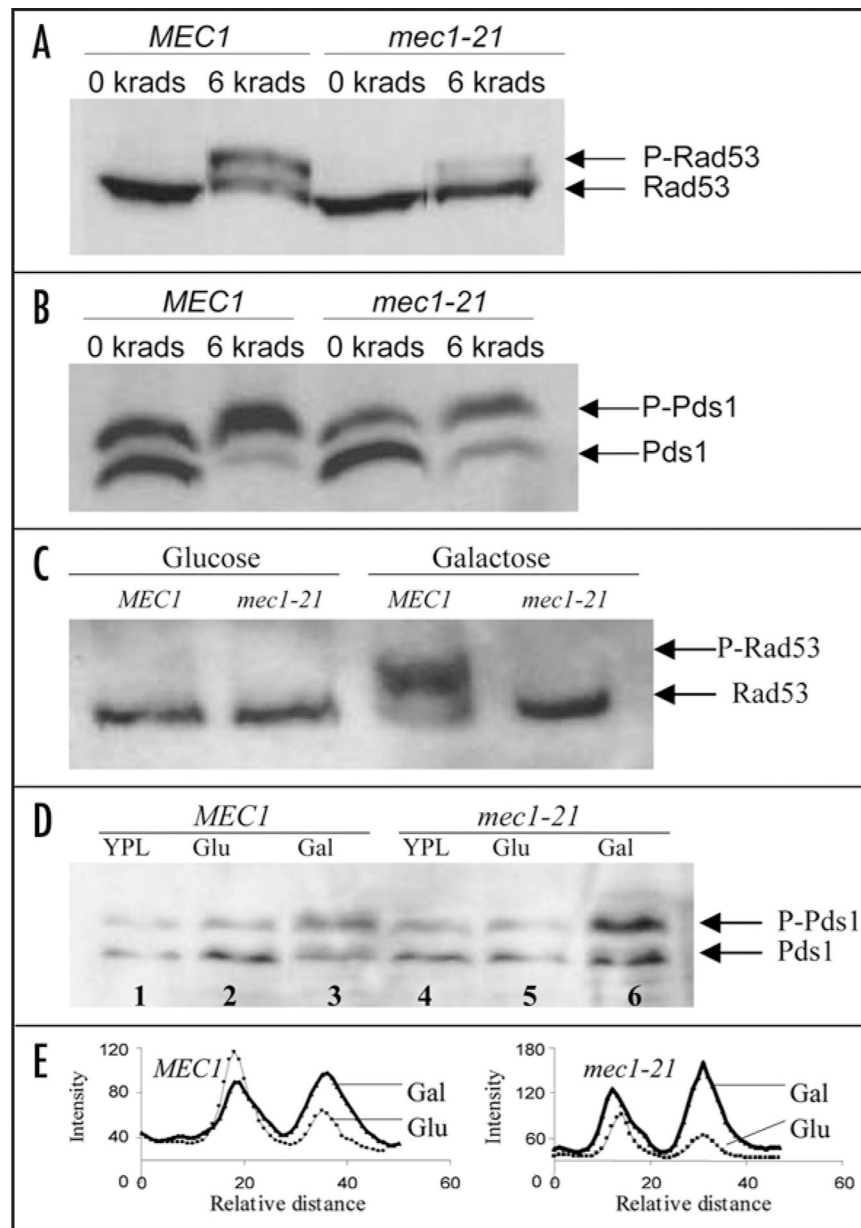 A
MEC1 mec1-21
0 krads 6 krads 0 krads 6 krads
P-Rad53
Rad53
B
MEC1 mec1-21
0 krads 6 krads 0 krads 6 krads
P-Pds1
Pds1
C
Glucose Galactose
MEC1 mec1-21 MEC1 mec1-21
P-Rad53
Rad53
D
MEC1 mec1-21
YPL Glu Gal YPL Glu Gal
P-Pds1
Pds1
1 2 3 4 5 6
E
120
80
40
0
Intensity
MEC1
Gal
Glu
0 20 40 60
Relative distance
180
120
60
0
Intensity
mec1-21
Gal
Glu
0 20 40 60
Relative distance